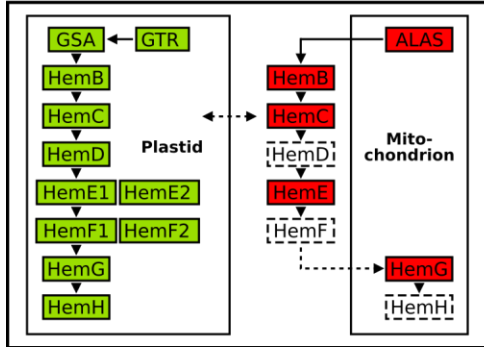 GSA
GTR
HemB
HemC
HemD
HemE1
HemE2
HemF1
HemF2
HemG
HemH
Plastid
HemB
HemC
HemD
HemE
HemF
ALAS
Mito-
chondrion
HemG
HemH